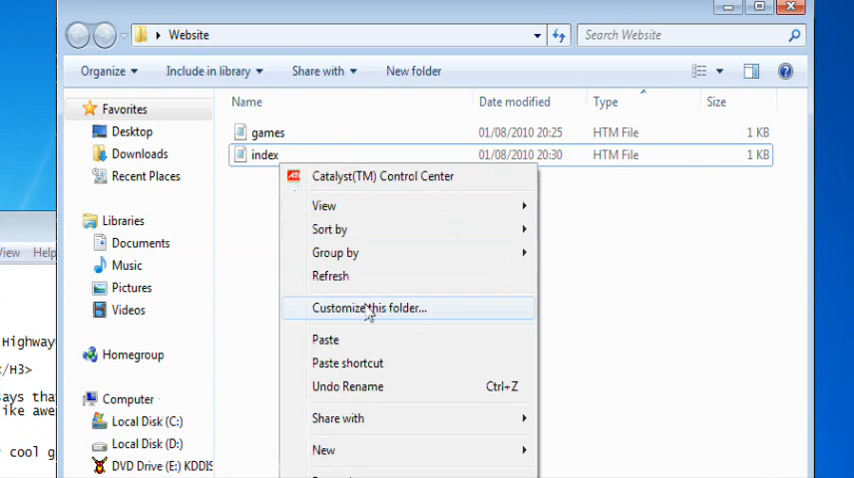 Website
Search Website
Organize
Include in library
Share with
New folder
Name
Date modified
Type
Size
Favorites
Desktop
Downloads
Recent Places
Libraries
Documents
Music
Pictures
Videos
Homegroup
Computer
Local Disk (C:)
Local Disk (D:)
DVD Drive (E:) KDDIS
games 01/08/2010 20:25 HTM File 1 KB
index 01/08/2010 20:30 HTM File 1 KB
Catalyst(TM) Control Center
View
Sort by
Group by
Refresh
Customize this folder...
Paste
Paste shortcut
Undo Rename Ctrl+Z
Share with
New
View Help
Highway
</H3>
says tha
ike awe
cool g